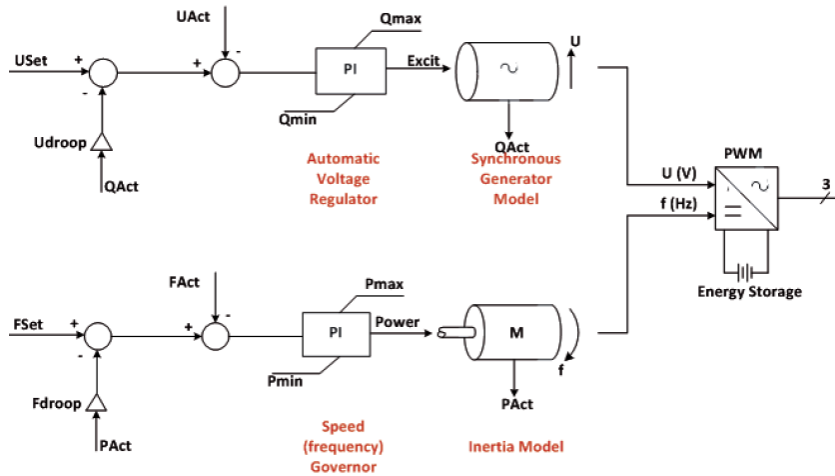 UAct
Qmax
USet
+
-
+
-
PI
Excit
U
Qmin
Udroop
QAct
QAct
Automatic
Voltage
Regulator
Synchronous
Generator
Model
PWM
U (V)
f (Hz)
3
Energy Storage
FAct
Pmax
FSet
+
-
+
-
PI
Power
M
f
Pmin
Fdroop
PAct
PAct
Speed
(frequency)
Governor
Inertia Model